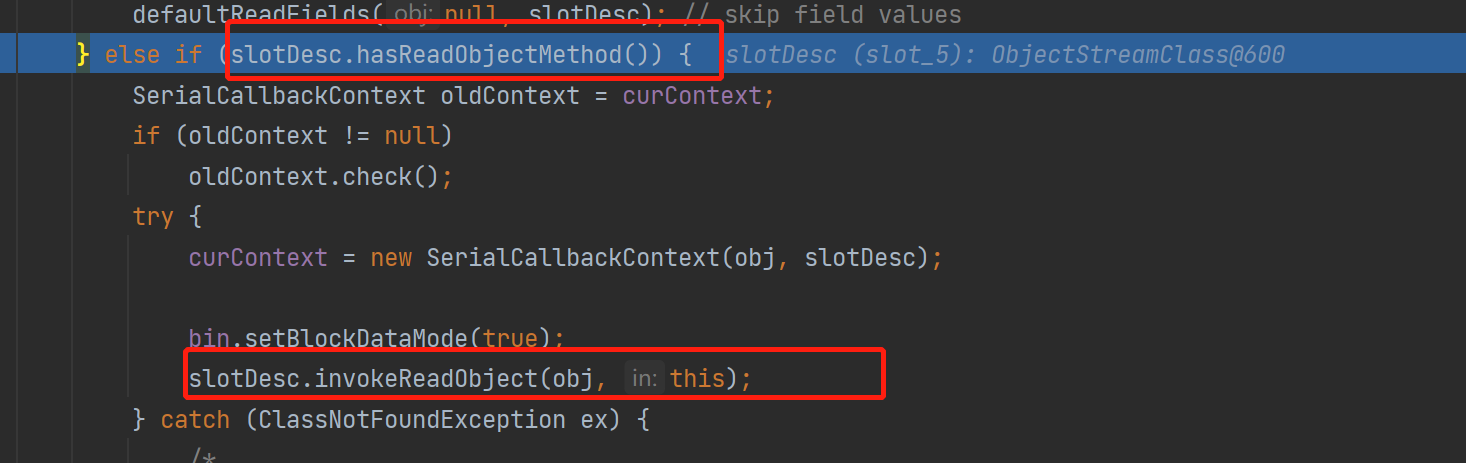 defaultReadFields( obj: null, slotDesc); // skip field values
} else if (slotDesc.hasReadObjectMethod()) { slotDesc (slot_5): ObjectStreamClass@600
SerialCallbackContext oldContext = curContext;
if (oldContext != null)
oldContext.check();
try {
curContext = new SerialCallbackContext(obj, slotDesc);
bin.setBlockDataMode(true);
slotDesc.invokeReadObject(obj, in: this);
} catch (ClassNotFoundException ex) {
/*